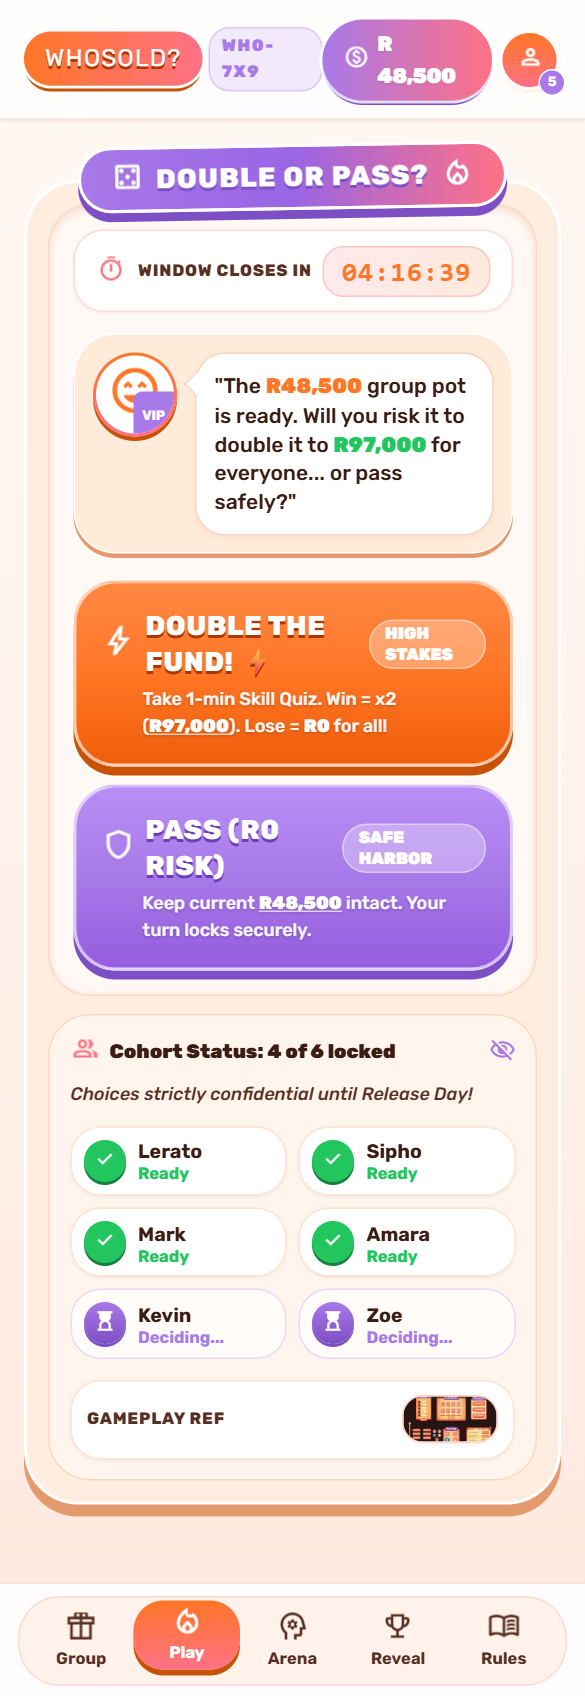 WHOSOLD?
WHO-
7X9
R
48,500
5
DOUBLE OR PASS?
WINDOW CLOSES IN
04:16:39
VIP
"The R48,500 group pot
is ready. Will you risk it to
double it to R97,000 for
everyone... or pass
safely?"
DOUBLE THE
FUND! ⚡
HIGH
STAKES
Take 1-min Skill Quiz. Win = x2
(R97,000). Lose = R0 for all!
PASS (R0
RISK)
SAFE
HARBOR
Keep current R48,500 intact. Your
turn locks securely.
Cohort Status: 4 of 6 locked
Choices strictly confidential until Release Day!
Lerato
Ready
Sipho
Ready
Mark
Ready
Amara
Ready
Kevin
Deciding...
Zoe
Deciding...
GAMEPLAY REF
Group
Play
Arena
Reveal
Rules